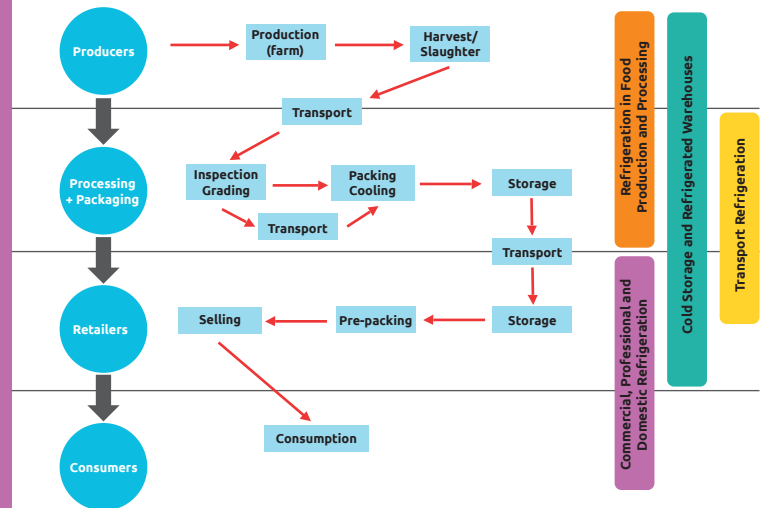 Producers
Production
(farm)
Harvest/
Slaughter
Transport
Processing
+ Packaging
Inspection
Grading
Packing
Cooling
Storage
Transport
Transport
Retailers
Selling
Pre-packing
Storage
Consumers
Consumption
Refrigeration in Food
Production and Processing
Commercial, Professional and
Domestic Refrigeration
Cold Storage and Refrigerated Warehouses
Transport Refrigeration